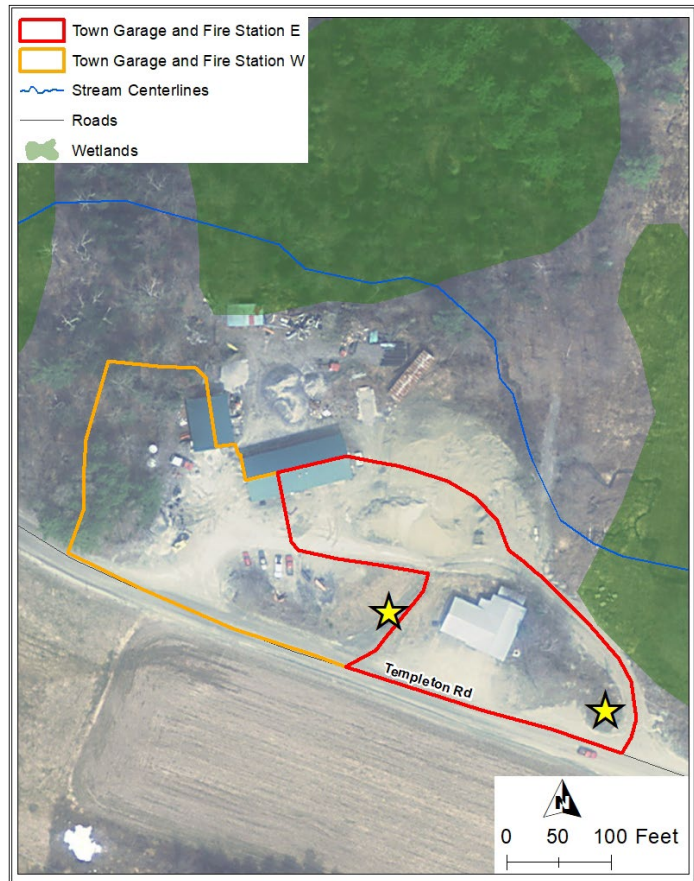 Town Garage and Fire Station E
Town Garage and Fire Station W
Stream Centerlines
Roads
Wetlands
Templeton Rd
N
0 50 100 Feet